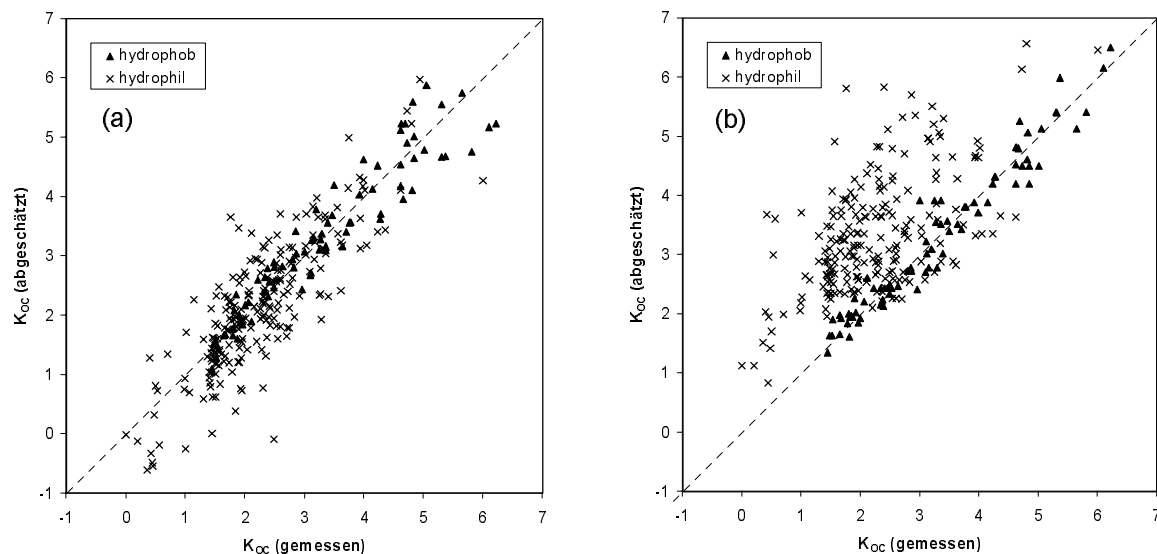 7
6
5
4
3
2
1
0
-1
▲ hydrophob
× hydrophil
(a)
K_OC (abgeschätzt)
-1 0 1 2 3 4 5 6 7
K_OC (gemessen)
7
6
5
4
3
2
1
0
-1
▲ hydrophob
× hydrophil
(b)
K_OC (abgeschätzt)
-1 0 1 2 3 4 5 6 7
K_OC (gemessen)